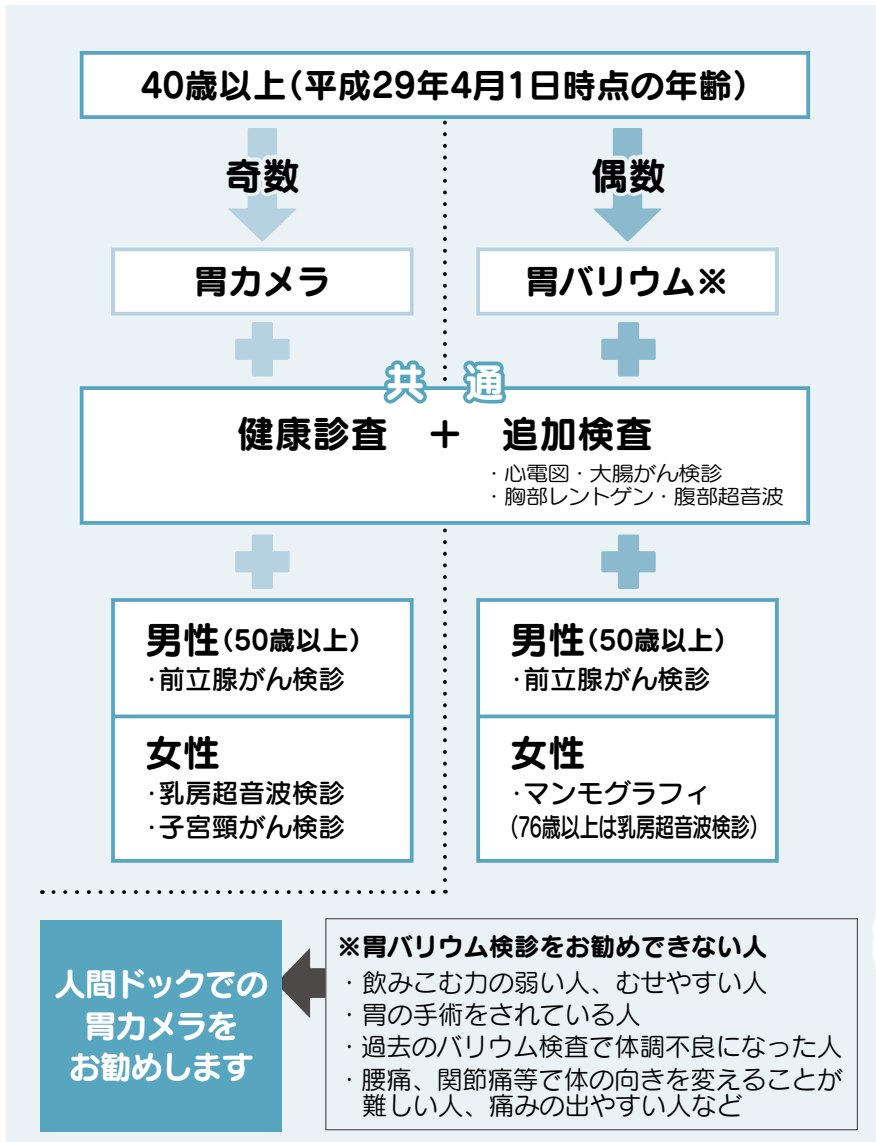 40歳以上(平成29年4月1日時点の年齢)
奇数
偶数
胃カメラ
胃バリウム※
共通
健康診査 + 追加検査
・心電図・大腸がん検診
・胸部レントゲン・腹部超音波
男性(50歳以上)
・前立腺がん検診
女性
・乳房超音波検診
・子宮頸がん検診
男性(50歳以上)
・前立腺がん検診
女性
・マンモグラフィ
(76歳以上は乳房超音波検診)
人間ドックでの
胃カメラを
お勧めします
※胃バリウム検診をお勧めできない人
・飲みこむ力の弱い人、むせやすい人
・胃の手術をされている人
・過去のバリウム検査で体調不良になった人
・腰痛、関節痛等で体の向きを変えることが
難しい人、痛みの出やすい人など